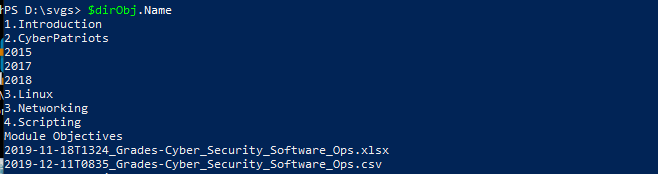 PS D:\svgs> $dirObj.Name
1.Introduction
2.CyberPatriots
2015
2017
2018
3.Linux
3.Networking
4.Scripting
Module Objectives
2019-11-18T1324_Grades-Cyber_Security_Software_Ops.xlsx
2019-12-11T0835_Grades-Cyber_Security_Software_Ops.csv